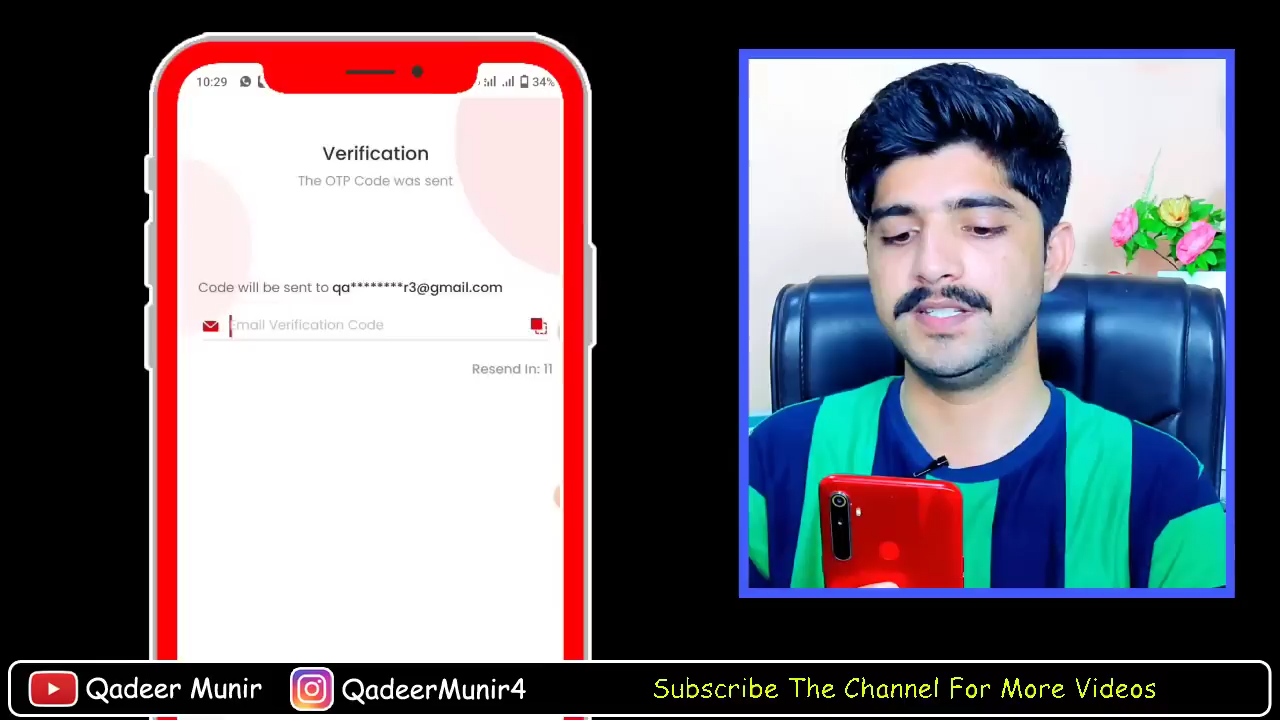 10:29
34%
Verification
The OTP Code was sent
Code will be sent to qa********r3@gmail.com
Email Verification Code
Resend In: 11
Qadeer Munir
QadeerMunir4
Subscribe The Channel For More Videos